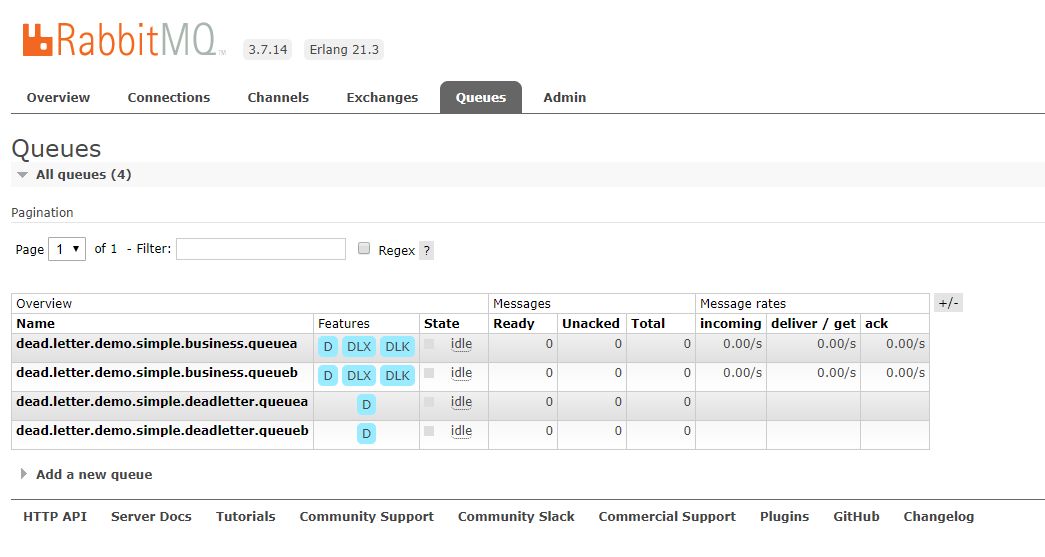 RabbitMQ TM 3.7.14 Erlang 21.3
Overview Connections Channels Exchanges Queues Admin
Queues
All queues (4)
Pagination
Page 1 of 1 - Filter: Regex ?
Overview Messages Message rates +/-
Name Features State Ready Unacked Total incoming deliver / get ack
dead.letter.demo.simple.business.queuea D DLX DLK idle 0 0 0 0.00/s 0.00/s 0.00/s
dead.letter.demo.simple.business.queueb D DLX DLK idle 0 0 0 0.00/s 0.00/s 0.00/s
dead.letter.demo.simple.deadletter.queuea D idle 0 0 0
dead.letter.demo.simple.deadletter.queueb D idle 0 0 0
Add a new queue
HTTP API Server Docs Tutorials Community Support Community Slack Commercial Support Plugins GitHub Changelog